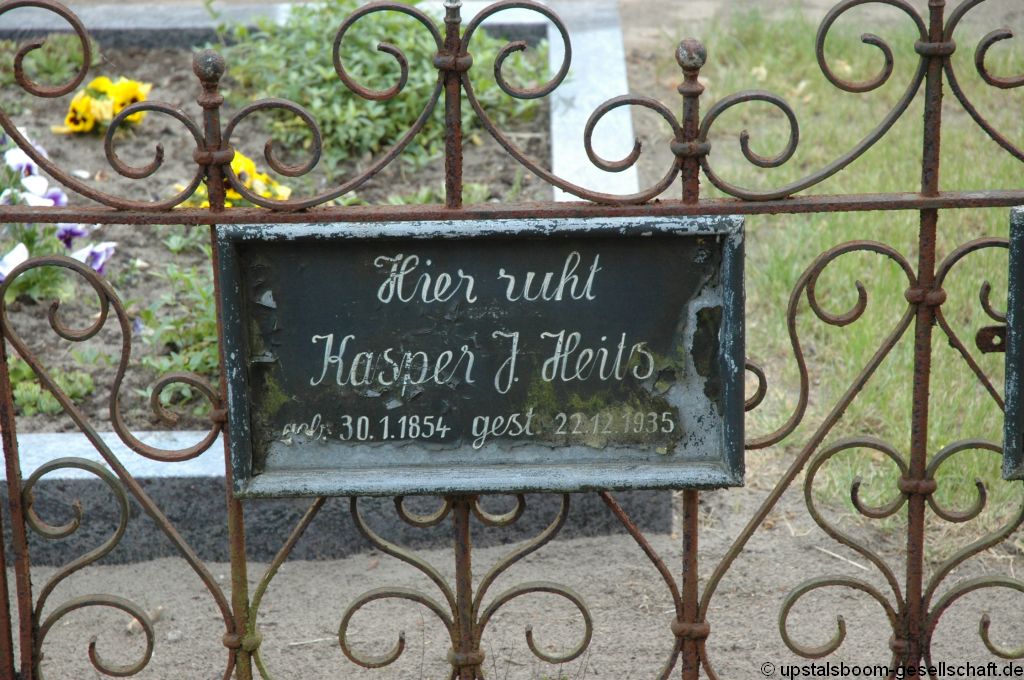 Hier ruht
Kasper J. Heits
geb. 30.1.1854 gest. 22.12.1935
© upstalsboom-gesellschaft.de